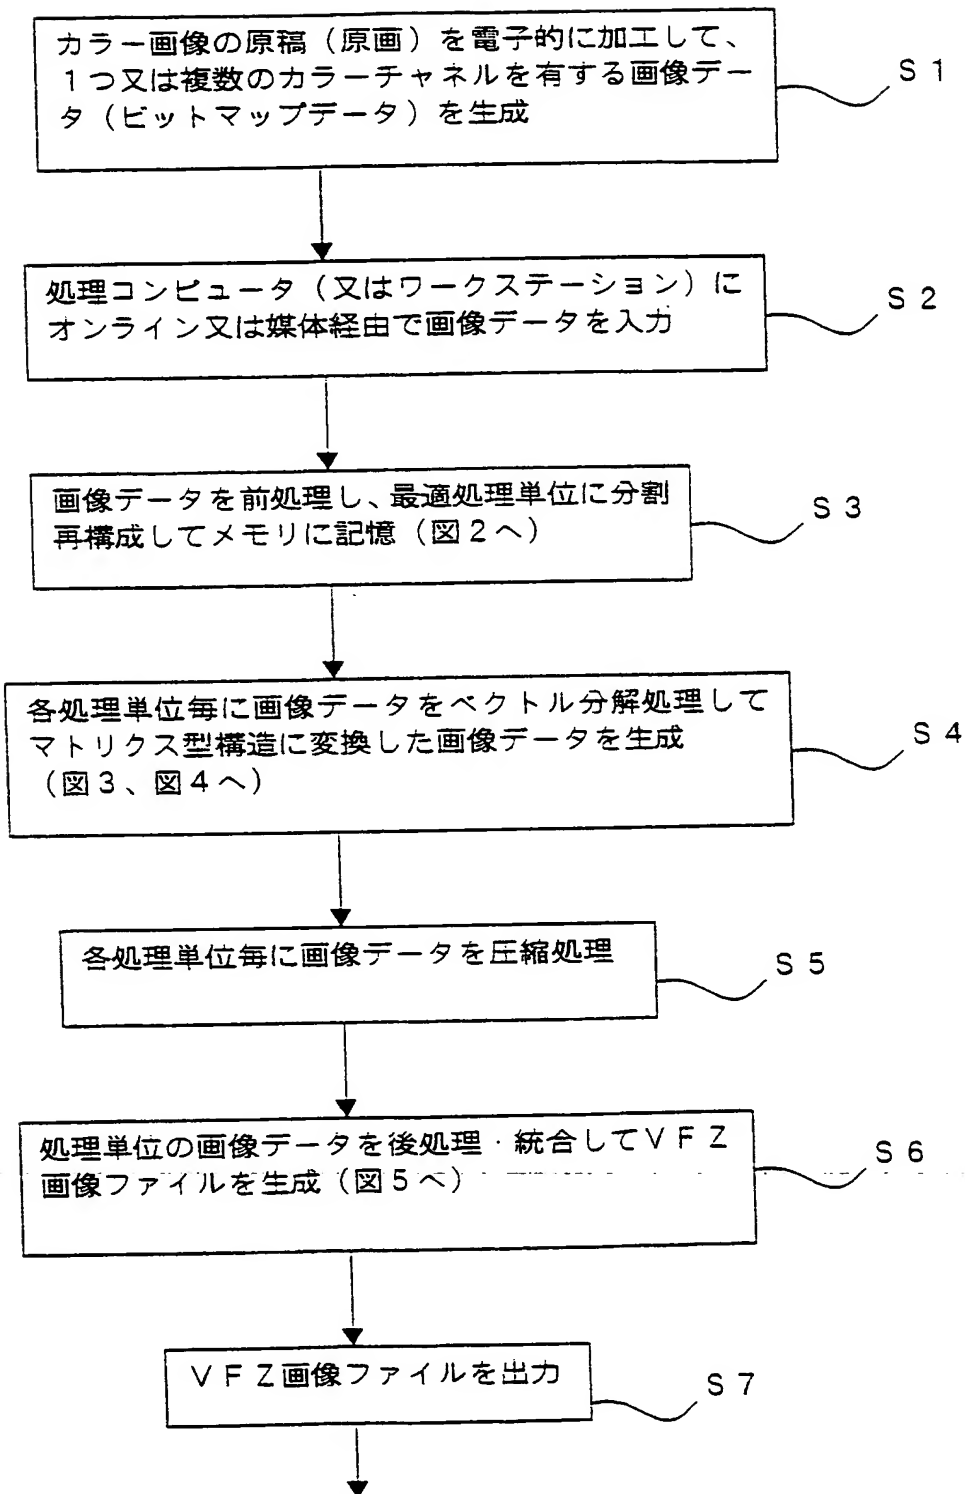 カラー画像の原稿（原画）を電子的に加工して、
１つ又は複数のカラーチャネルを有する画像デー
タ（ビットマップデータ）を生成
Ｓ１
処理コンピュータ（又はワークステーション）に
オンライン又は媒体経由で画像データを入力
Ｓ２
画像データを前処理し、最適処理単位に分割
再構成してメモリに記憶（図２へ）
Ｓ３
各処理単位毎に画像データをベクトル分解処理して
マトリクス型構造に変換した画像データを生成
（図３、図４へ）
Ｓ４
各処理単位毎に画像データを圧縮処理
Ｓ５
処理単位の画像データを後処理・統合してＶＦＺ
画像ファイルを生成（図５へ）
Ｓ６
ＶＦＺ画像ファイルを出力
Ｓ７